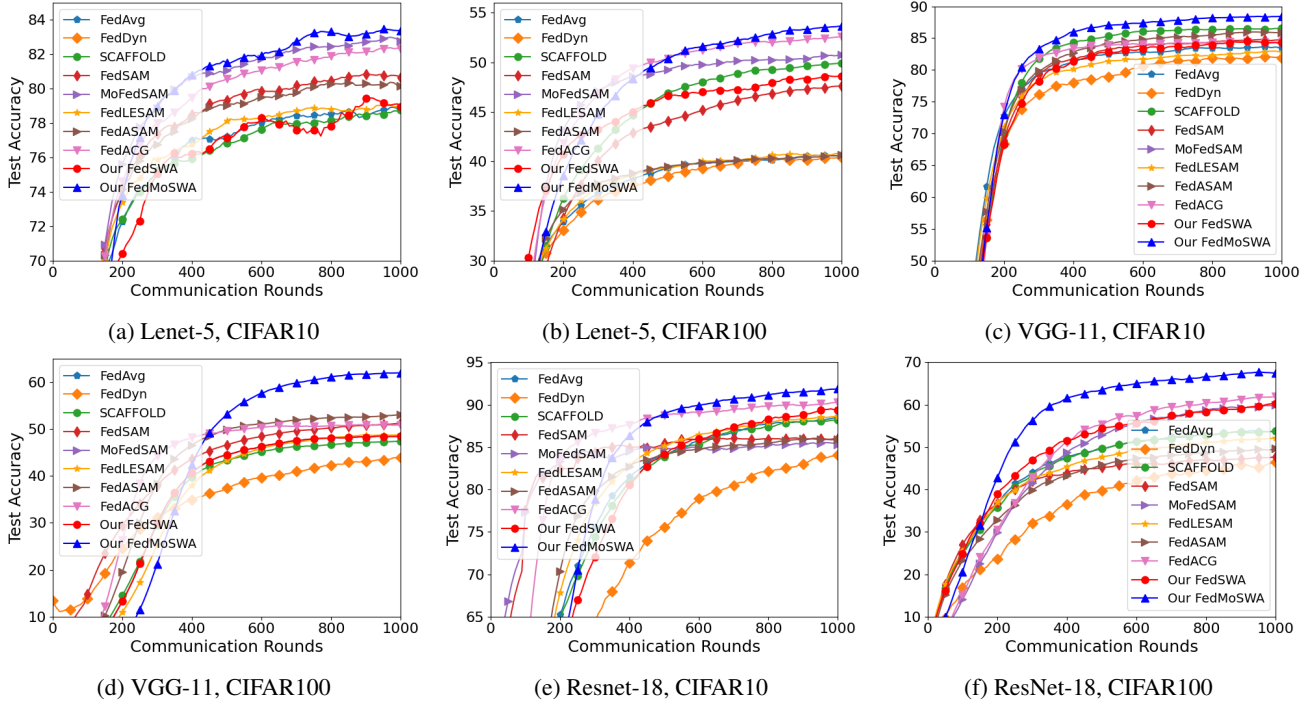 84
82
80
78
76
74
72
70
Test Accuracy
FedAvg
FedDyn
SCAFFOLD
FedSAM
MoFedSAM
FedLESAM
FedASAM
FedACG
Our FedSWA
Our FedMoSWA
0 200 400 600 800 1000
Communication Rounds
(a) Lenet-5, CIFAR10
55
50
45
40
35
30
Test Accuracy
FedAvg
FedDyn
SCAFFOLD
FedSAM
MoFedSAM
FedLESAM
FedASAM
FedACG
Our FedSWA
Our FedMoSWA
0 200 400 600 800 1000
Communication Rounds
(b) Lenet-5, CIFAR100
90
85
80
75
70
65
60
55
50
Test Accuracy
FedAvg
FedDyn
SCAFFOLD
FedSAM
MoFedSAM
FedLESAM
FedASAM
FedACG
Our FedSWA
Our FedMoSWA
0 200 400 600 800 1000
Communication Rounds
(c) VGG-11, CIFAR10
60
50
40
30
20
10
Test Accuracy
FedAvg
FedDyn
SCAFFOLD
FedSAM
MoFedSAM
FedLESAM
FedASAM
FedACG
Our FedSWA
Our FedMoSWA
0 200 400 600 800 1000
Communication Rounds
(d) VGG-11, CIFAR100
95
90
85
80
75
70
65
Test Accuracy
FedAvg
FedDyn
SCAFFOLD
FedSAM
MoFedSAM
FedLESAM
FedASAM
FedACG
Our FedSWA
Our FedMoSWA
0 200 400 600 800 1000
Communication Rounds
(e) Resnet-18, CIFAR10
70
60
50
40
30
20
10
Test Accuracy
FedAvg
FedDyn
SCAFFOLD
FedSAM
MoFedSAM
FedLESAM
FedASAM
FedACG
Our FedSWA
Our FedMoSWA
0 200 400 600 800 1000
Communication Rounds
(f) ResNet-18, CIFAR100